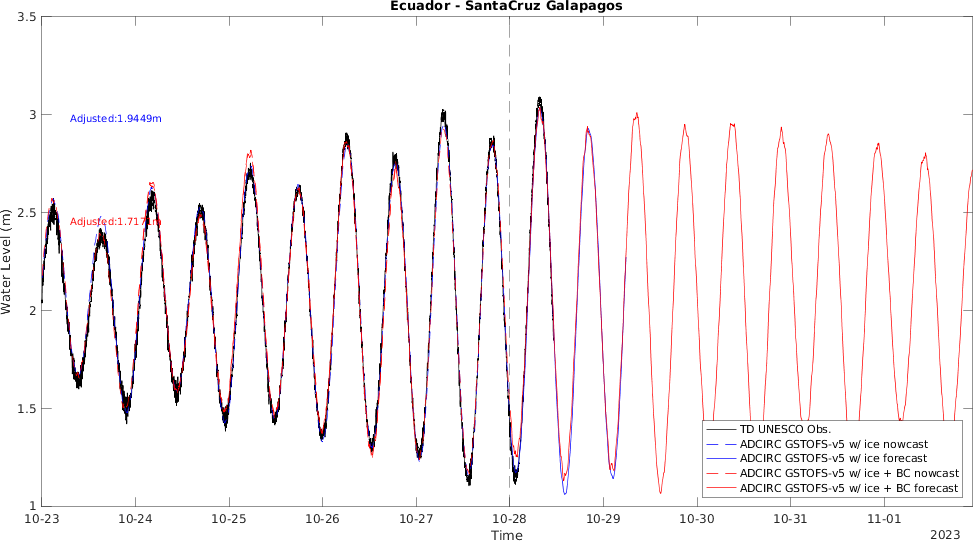 Ecuador - SantaCruz Galapagos
3.5
3
2.5
2
1.5
1
Water Level (m)
Adjusted:1.9449m
Adjusted:1.7171m
TD UNESCO Obs.
ADCIRC GSTOFS-v5 w/ ice nowcast
ADCIRC GSTOFS-v5 w/ ice forecast
ADCIRC GSTOFS-v5 w/ ice + BC nowcast
ADCIRC GSTOFS-v5 w/ ice + BC forecast
10-23 10-24 10-25 10-26 10-27 10-28 10-29 10-30 10-31 11-01
Time
2023